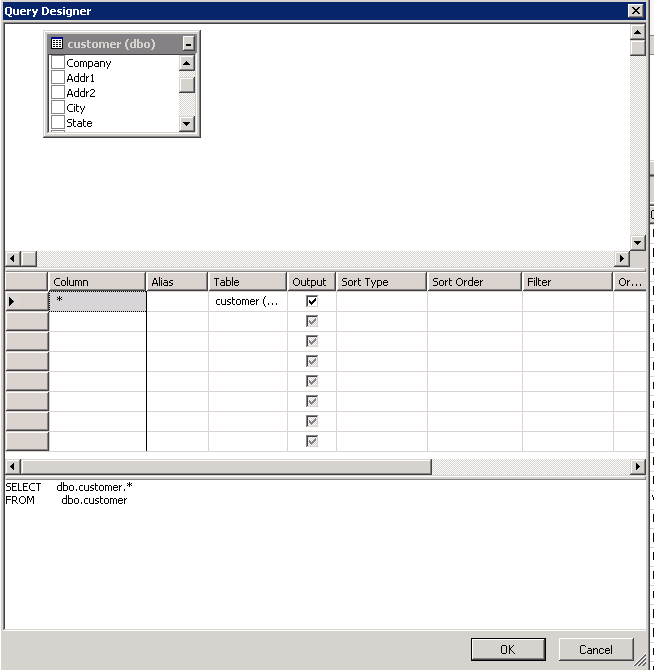 Query Designer
customer (dbo)
Company
Addr1
Addr2
City
State
Column Alias Table Output Sort Type Sort Order Filter Or...
* customer (...
SELECT dbo.customer.*
FROM dbo.customer
OK Cancel